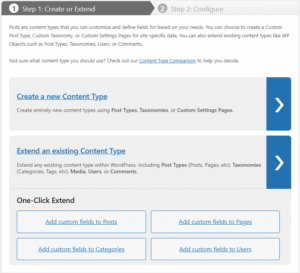 1 Step 1: Create or Extend
2 Step 2: Configure
Pods are content types that you can customize and define fields for based on your needs. You can choose to create a Custom
Post Type, Custom Taxonomy, or Custom Settings Pages for site-specific data. You can also extend existing content types like WP
Objects such as Post Types, Taxonomies, Users, or Comments.
Not sure what content type you should use? Check out our Content Type Comparison to help you decide.
Create a new Content Type
Create entirely new content types using Post Types, Taxonomies, or Custom Settings Pages.
Extend an existing Content Type
Extend any existing content type within WordPress, including Post Types (Posts, Pages, etc), Taxonomies
(Categories, Tags, etc), Media, Users, or Comments.
One-Click Extend
Add custom fields to Posts
Add custom fields to Pages
Add custom fields to Categories
Add custom fields to Users